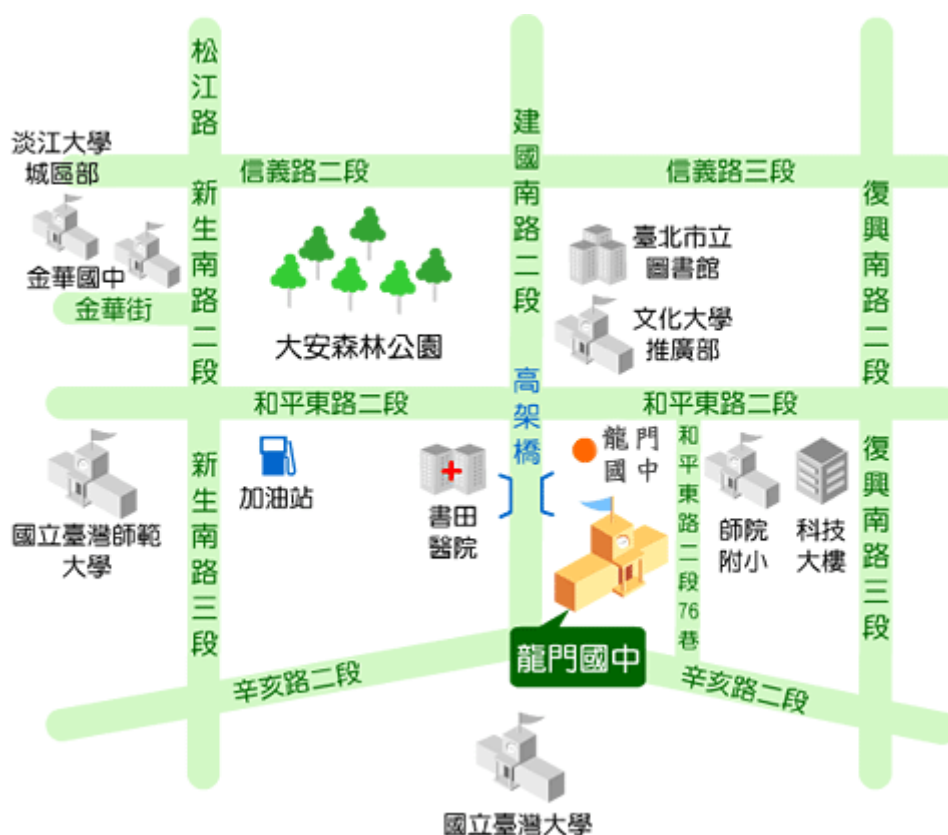 松江路
建國南路二段
淡江大學
城區部
信義路二段
信義路三段
新生南路二段
復興南路二段
臺北市立
圖書館
金華國中
金華街
文化大學
推廣部
大安森林公園
高架橋
和平東路二段
和平東路二段
龍門
國中
和平東路二段76巷
新生南路三段
復興南路三段
加油站
書田
醫院
師院
附小
科技
大樓
國立臺灣師範
大學
龍門國中
辛亥路二段
辛亥路二段
國立臺灣大學